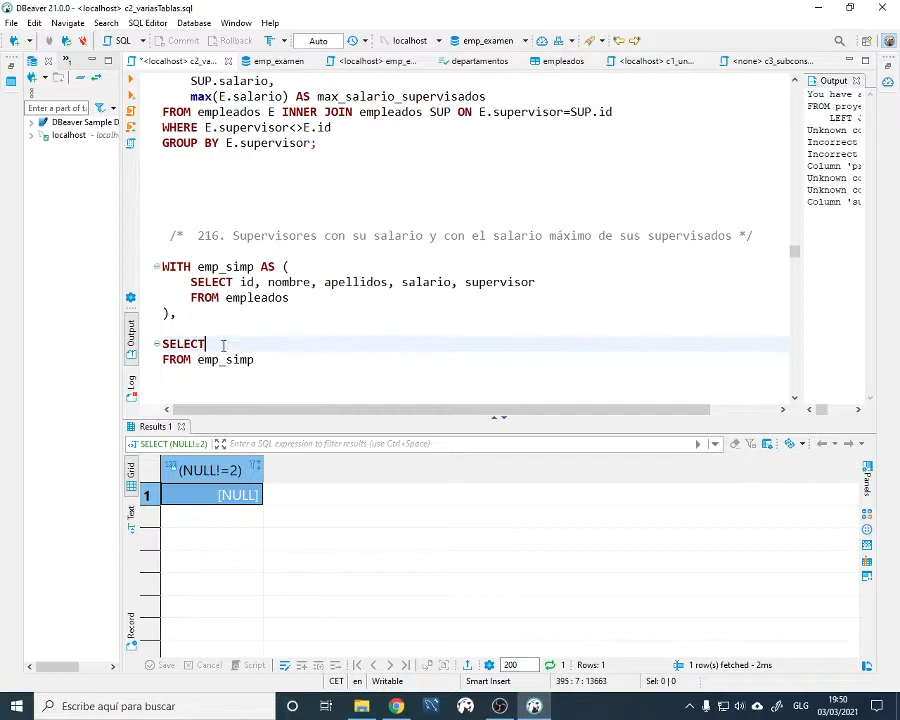 DBeaver 21.0.0 - *<localhost> c2_variasTablas.sql
File Edit Navigate Search SQL Editor Database Window Help
SQL Commit Rollback Auto localhost emp_examen
*<localhost> c2_va... emp_examen <localhost> emp_e... departamentos empleados <localhost> c1_un... <none> c3_subcons...
Enter a part of t
DBeaver Sample D
localhost - localh
SUP.salario,
max(E.salario) AS max_salario_supervisados
FROM empleados E INNER JOIN empleados SUP ON E.supervisor=SUP.id
WHERE E.supervisor<>E.id
GROUP BY E.supervisor;
/* 216. Supervisores con su salario y con el salario máximo de sus supervisados */
WITH emp_simp AS (
SELECT id, nombre, apellidos, salario, supervisor
FROM empleados
),
SELECT
FROM emp_simp
Output
You have a
FROM proye
LEFT J
Unknown co
Incorrect
Incorrect
Column 'p
Unknown co
Unknown co
Column 'su
Output
Log
Results 1
SELECT (NULL!=2) Enter a SQL expression to filter results (use Ctrl+Space)
Grid
Text
Record
Panels
123 (NULL!=2)
1 [NULL]
Save Cancel Script 200 1 Rows: 1 1 row(s) fetched - 2ms
CET en Writable Smart Insert 395 : 7 : 13663 Sel: 0 | 0
Escribe aquí para buscar
GLG
19:50
03/03/2021